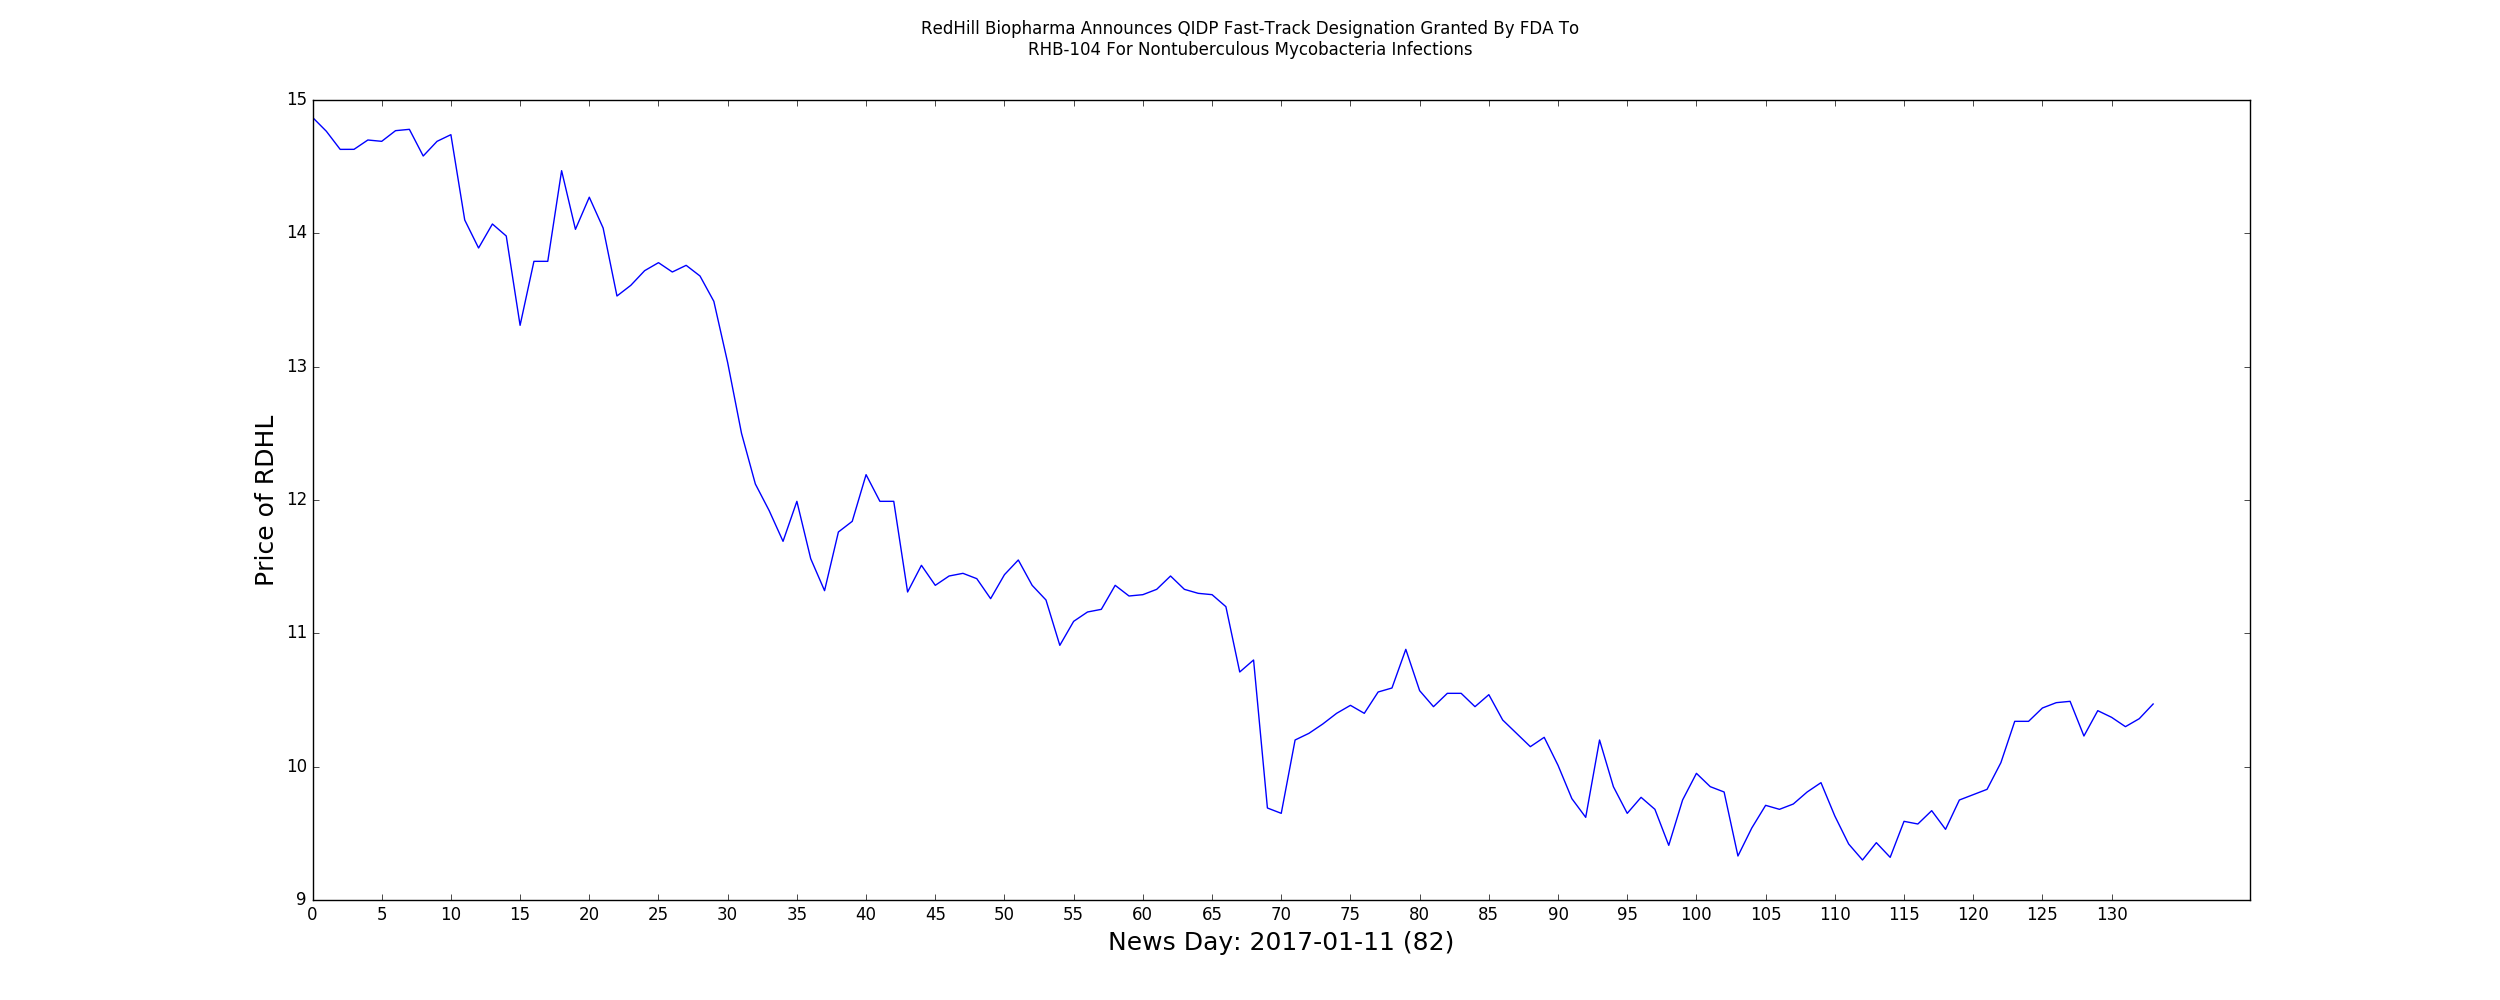 RedHill Biopharma Announces QIDP Fast-Track Designation Granted By FDA To
RHB-104 For Nontuberculous Mycobacteria Infections
15
14
13
12
11
10
9
Price of RDHL
0 5 10 15 20 25 30 35 40 45 50 55 60 65 70 75 80 85 90 95 100 105 110 115 120 125 130
News Day: 2017-01-11 (82)